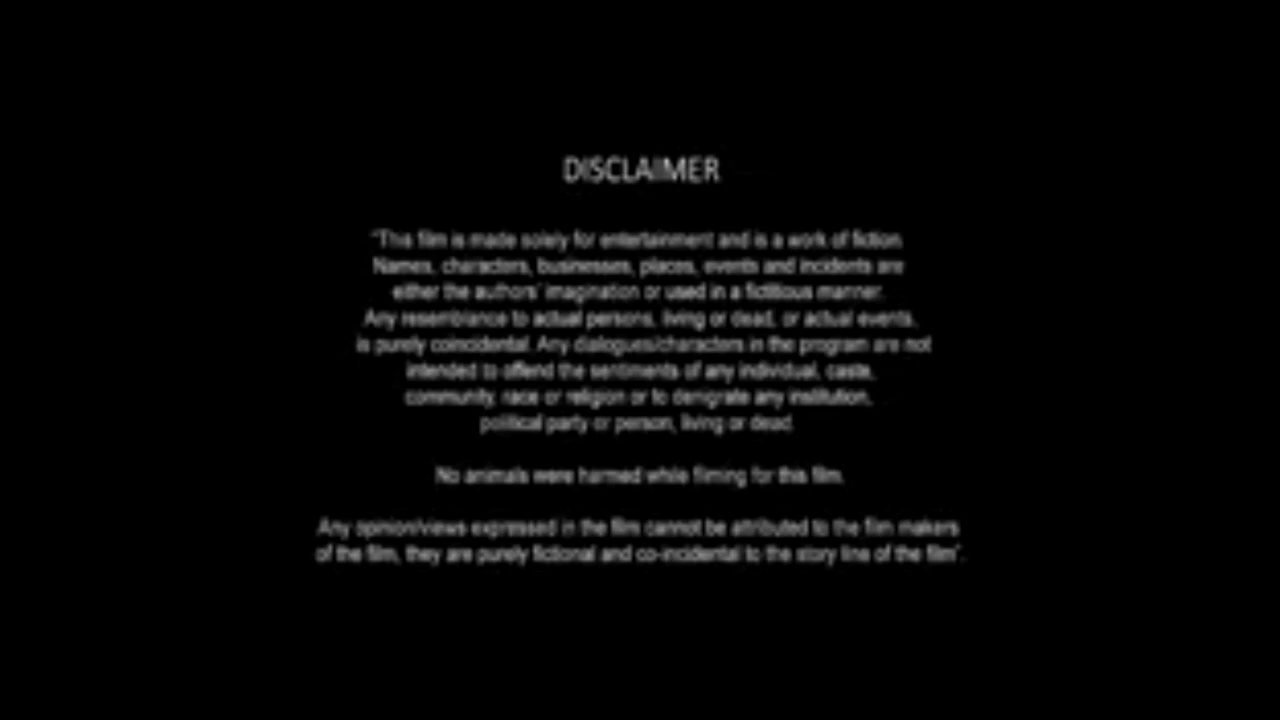 DISCLAIMER
"This film is made solely for entertainment and is a work of fiction.
Names, characters, businesses, places, events and incidents are
either the authors' imagination or used in a fictitious manner.
Any resemblance to actual persons, living or dead, or actual events,
is purely coincidental. Any dialogues/characters in the program are not
intended to offend the sentiments of any individual, caste,
community, race or religion or to denigrate any institution,
political party or person, living or dead.
No animals were harmed while filming for this film.
Any opinion/views expressed in the film cannot be attributed to the film makers
of the film, they are purely fictional and co-incidental to the story line of the film".